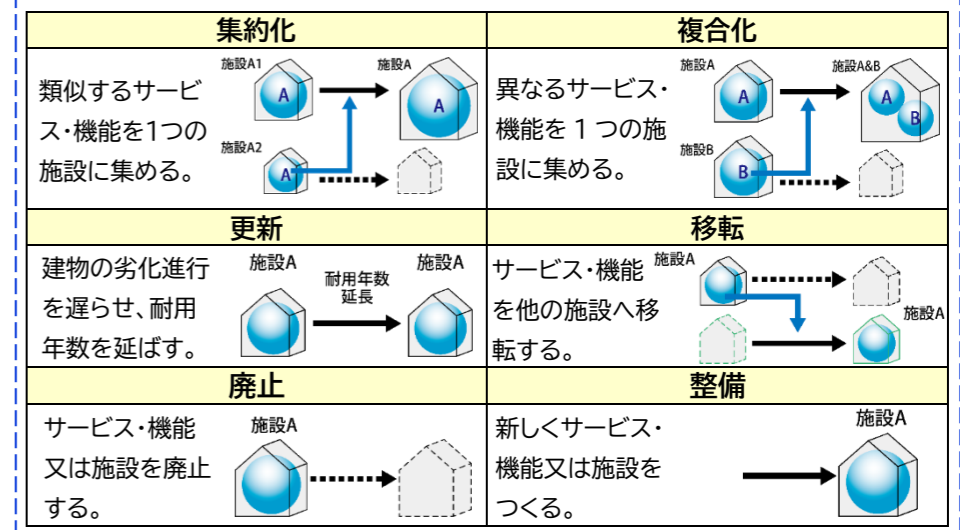 集約化
類似するサービ
ス・機能を1つの
施設に集める。
施設A1
A
施設A
A
施設A2
A
複合化
異なるサービス・
機能を１つの施
設に集める。
施設A
A
施設A&B
A
B
施設B
B
更新
建物の劣化進行
を遅らせ、耐用
年数を延ばす。
施設A
耐用年数
延長
施設A
移転
サービス・機能
を他の施設へ移
転する。
施設A
施設A
廃止
サービス・機能
又は施設を廃止
する。
施設A
整備
新しくサービス・
機能又は施設を
つくる。
施設A